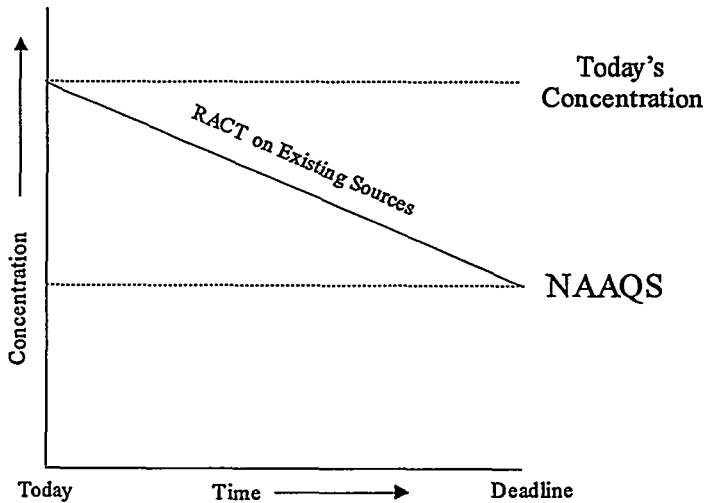 Today's
Concentration
RACT on Existing Sources
NAAQS
Concentration
Today
Time
Deadline